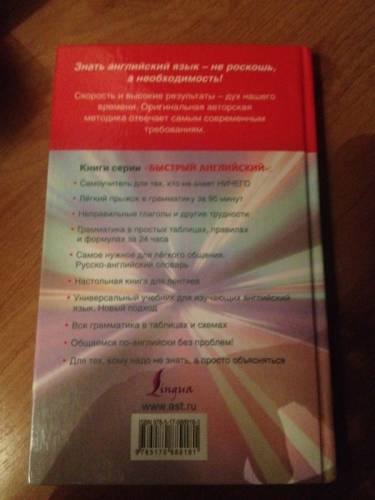 Знать английский язык – не роскошь,
а необходимость!
Скорость и высокие результаты – дух нашего
времени. Оригинальная авторская
методика отвечает самым современным
требованиям.
Книги серии «БЫСТРЫЙ АНГЛИЙСКИЙ»:
• Самоучитель для тех, кто не знает НИЧЕГО
• Лёгкий прыжок в грамматику за 90 минут
• Неправильные глаголы и другие трудности
• Грамматика в простых таблицах, правилах
и формулах за 24 часа
• Самое нужное для лёгкого общения.
Русско-английский словарь
• Настольная книга для лентяев
• Универсальный учебник для изучающих английский
язык. Новый подход
• Вся грамматика в таблицах и схемах
• Общаемся по-английски без проблем!
• Для тех, кому надо не знать, а просто объясняться
Lingua
www.ast.ru